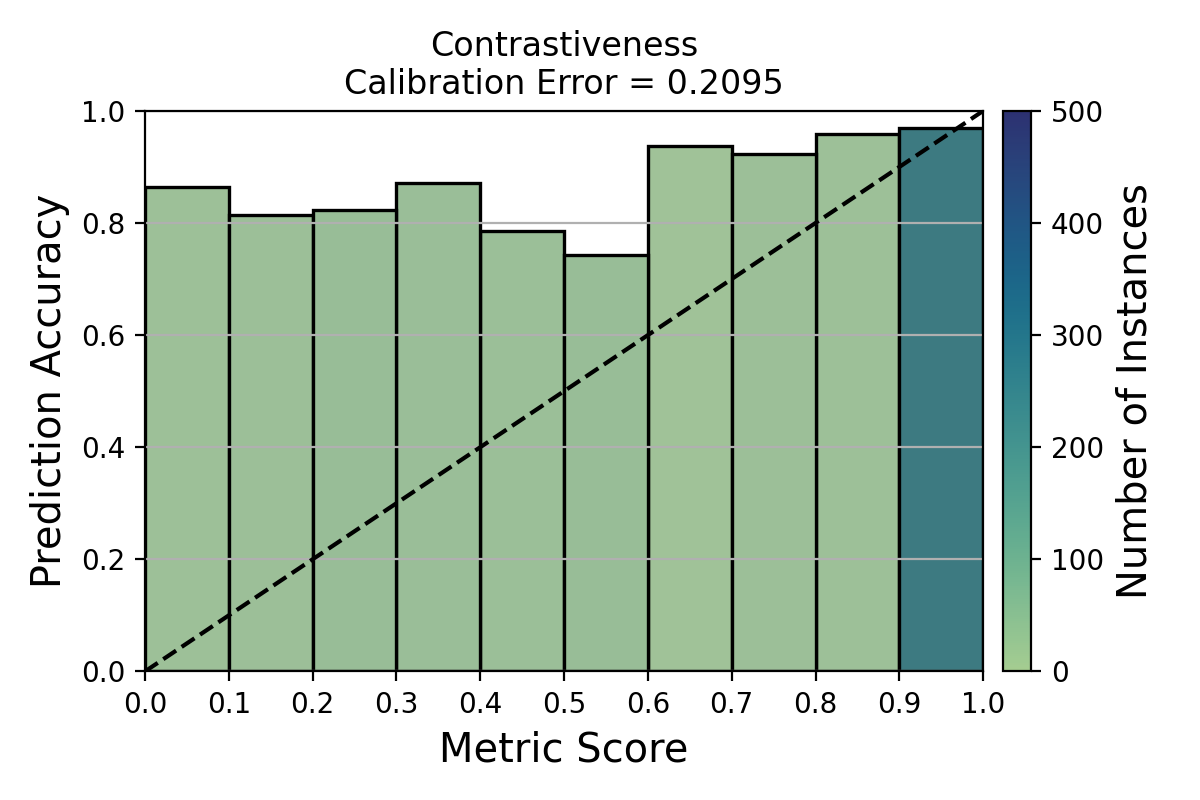 Contrastiveness
Calibration Error = 0.2095
Prediction Accuracy
1.0
0.8
0.6
0.4
0.2
0.0
0.0 0.1 0.2 0.3 0.4 0.5 0.6 0.7 0.8 0.9 1.0
Metric Score
500
400
300
200
100
0
Number of Instances